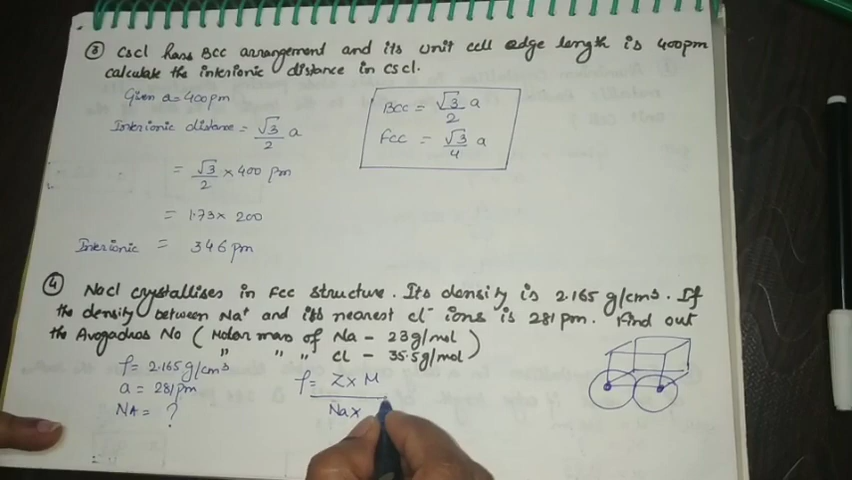 ③ CsCl has BCC arrangement and its unit cell edge length is 400pm
calculate the interionic distance in cscl.
Given a = 400pm
Interionic distance = √3/2 a
= √3/2 × 400 pm
= 1.73 × 200
Interionic = 346pm
BCC = √3/2 a
FCC = √3/4 a
④ Nacl crystallises in FCC structure. Its density is 2.165 g/cm³. If
the density between Na⁺ and its nearest cl⁻ ions is 281 pm. Find out
the Avogadros No ( Molar mass of Na - 23g/mol
" " " cl - 35.5g/mol )
ρ = 2.165 g/cm³
a = 281pm
NA = ?
ρ = Z × M
Na ×